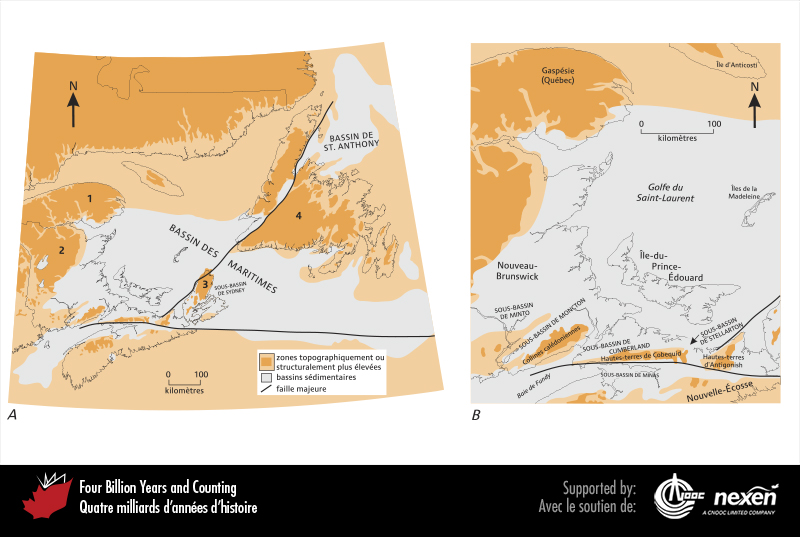 N
BASSIN DE
ST. ANTHONY
1
2
4
BASSIN DES
MARITIMES
3
SOUS-BASSIN
DE SYDNEY
0 100
kilomètres
zones topographiquement ou
structuralement plus élevées
bassins sédimentaires
faille majeure
A
Gaspésie
(Québec)
Île d'Anticosti
N
0 100
kilomètres
Golfe du
Saint-Laurent
Îles de la
Madeleine
Île-du-
Prince-
Édouard
Nouveau-
Brunswick
SOUS-BASSIN
DE MINTO
SOUS-BASSIN DE MONCTON
Collines calédoniennes
SOUS-BASSIN DE
CUMBERLAND
Hautes-terres de Cobequid
SOUS-BASSIN
DE STELLARTON
Hautes-terres
d'Antigonish
Baie de Fundy
SOUS-BASSIN DE MINAS
Nouvelle-Écosse
B
Four Billion Years and Counting
Quatre milliards d'années d'histoire
Supported by:
Avec le soutien de:
CNOOC
nexen
A CNOOC LIMITED COMPANY